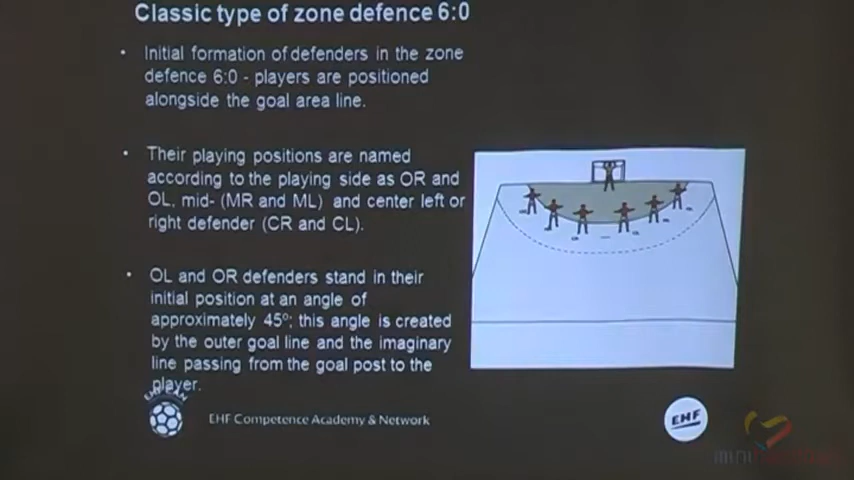 Classic type of zone defence 6:0
• Initial formation of defenders in the zone
defence 6:0 - players are positioned
alongside the goal area line.
• Their playing positions are named
according to the playing side as OR and
OL, mid- (MR and ML) and center left or
right defender (CR and CL).
• OL and OR defenders stand in their
initial position at an angle of
approximately 45º; this angle is created
by the outer goal line and the imaginary
line passing from the goal post to the
player.
EHF CAN
EHF Competence Academy & Network
EHF